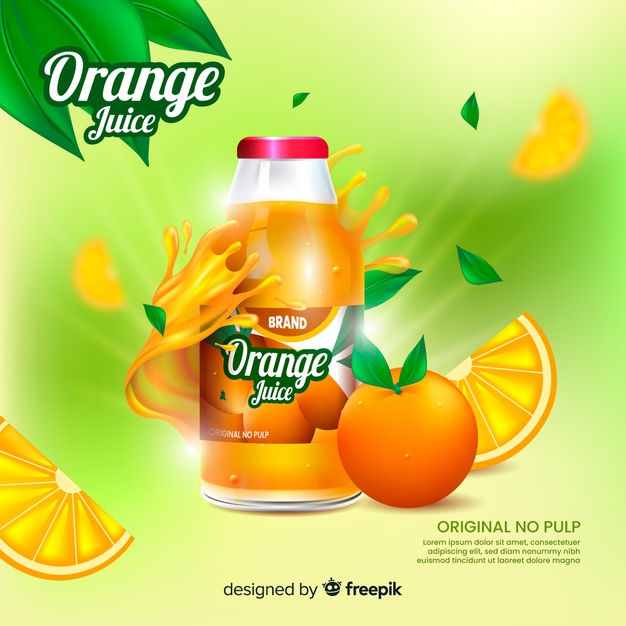 Orange
Juice
BRAND
Orange
Juice
ORIGINAL NO PULP
ORIGINAL NO PULP
Lorem ipsum dolor sit amet, consectetuer
adipiscing elit, sed diam nonummy nibh
euismod tincidunt ut laoreet dolore magna
designed by freepik